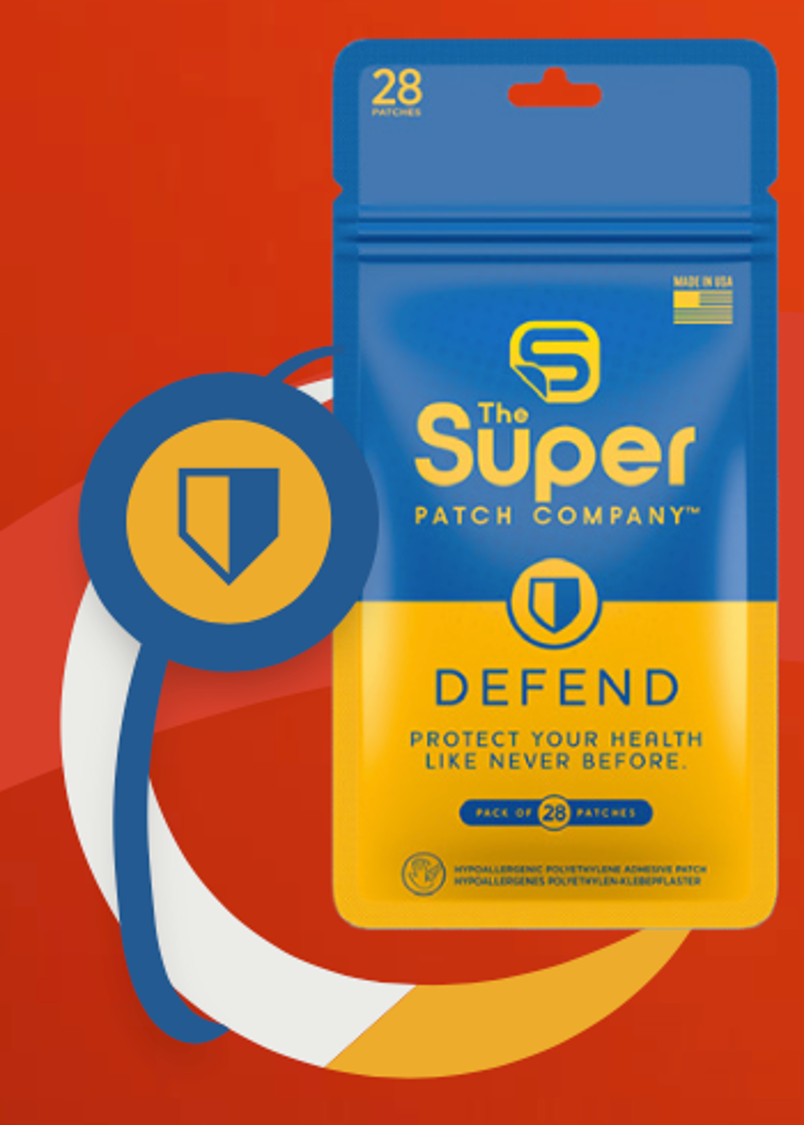 28
PATCHES
MADE IN USA
The
Super
PATCH COMPANY™
DEFEND
PROTECT YOUR HEALTH
LIKE NEVER BEFORE.
PACK OF 28 PATCHES
HYPOALLERGENIC POLYETHYLENE ADHESIVE PATCH
HYPOALLERGENES POLYETHYLEN-KLEBEPFLASTER